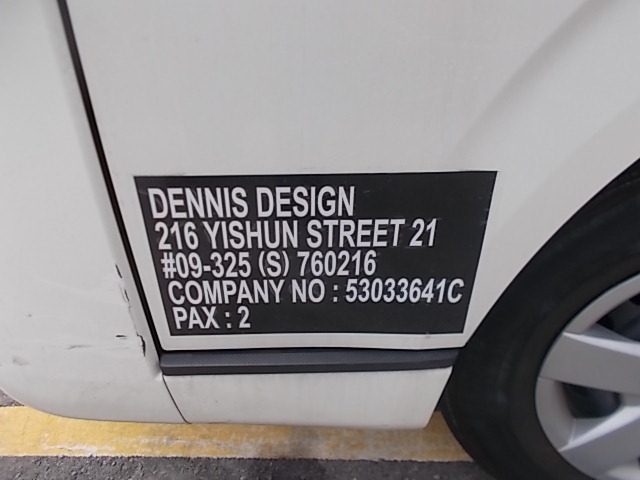 DENNIS DESIGN
216 YISHUN STREET 21
#09-325 (S) 760216
COMPANY NO : 53033641C
PAX : 2